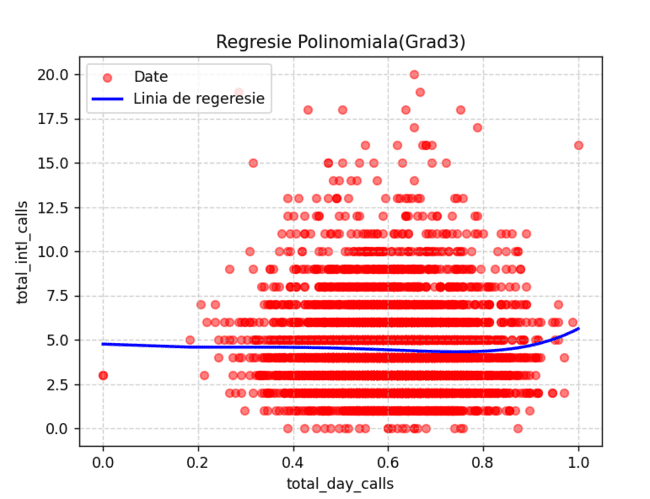 Regresie Polinomiala(Grad3)
Date
Linia de regeresie
total_intl_calls
20.0
17.5
15.0
12.5
10.0
7.5
5.0
2.5
0.0
0.0 0.2 0.4 0.6 0.8 1.0
total_day_calls